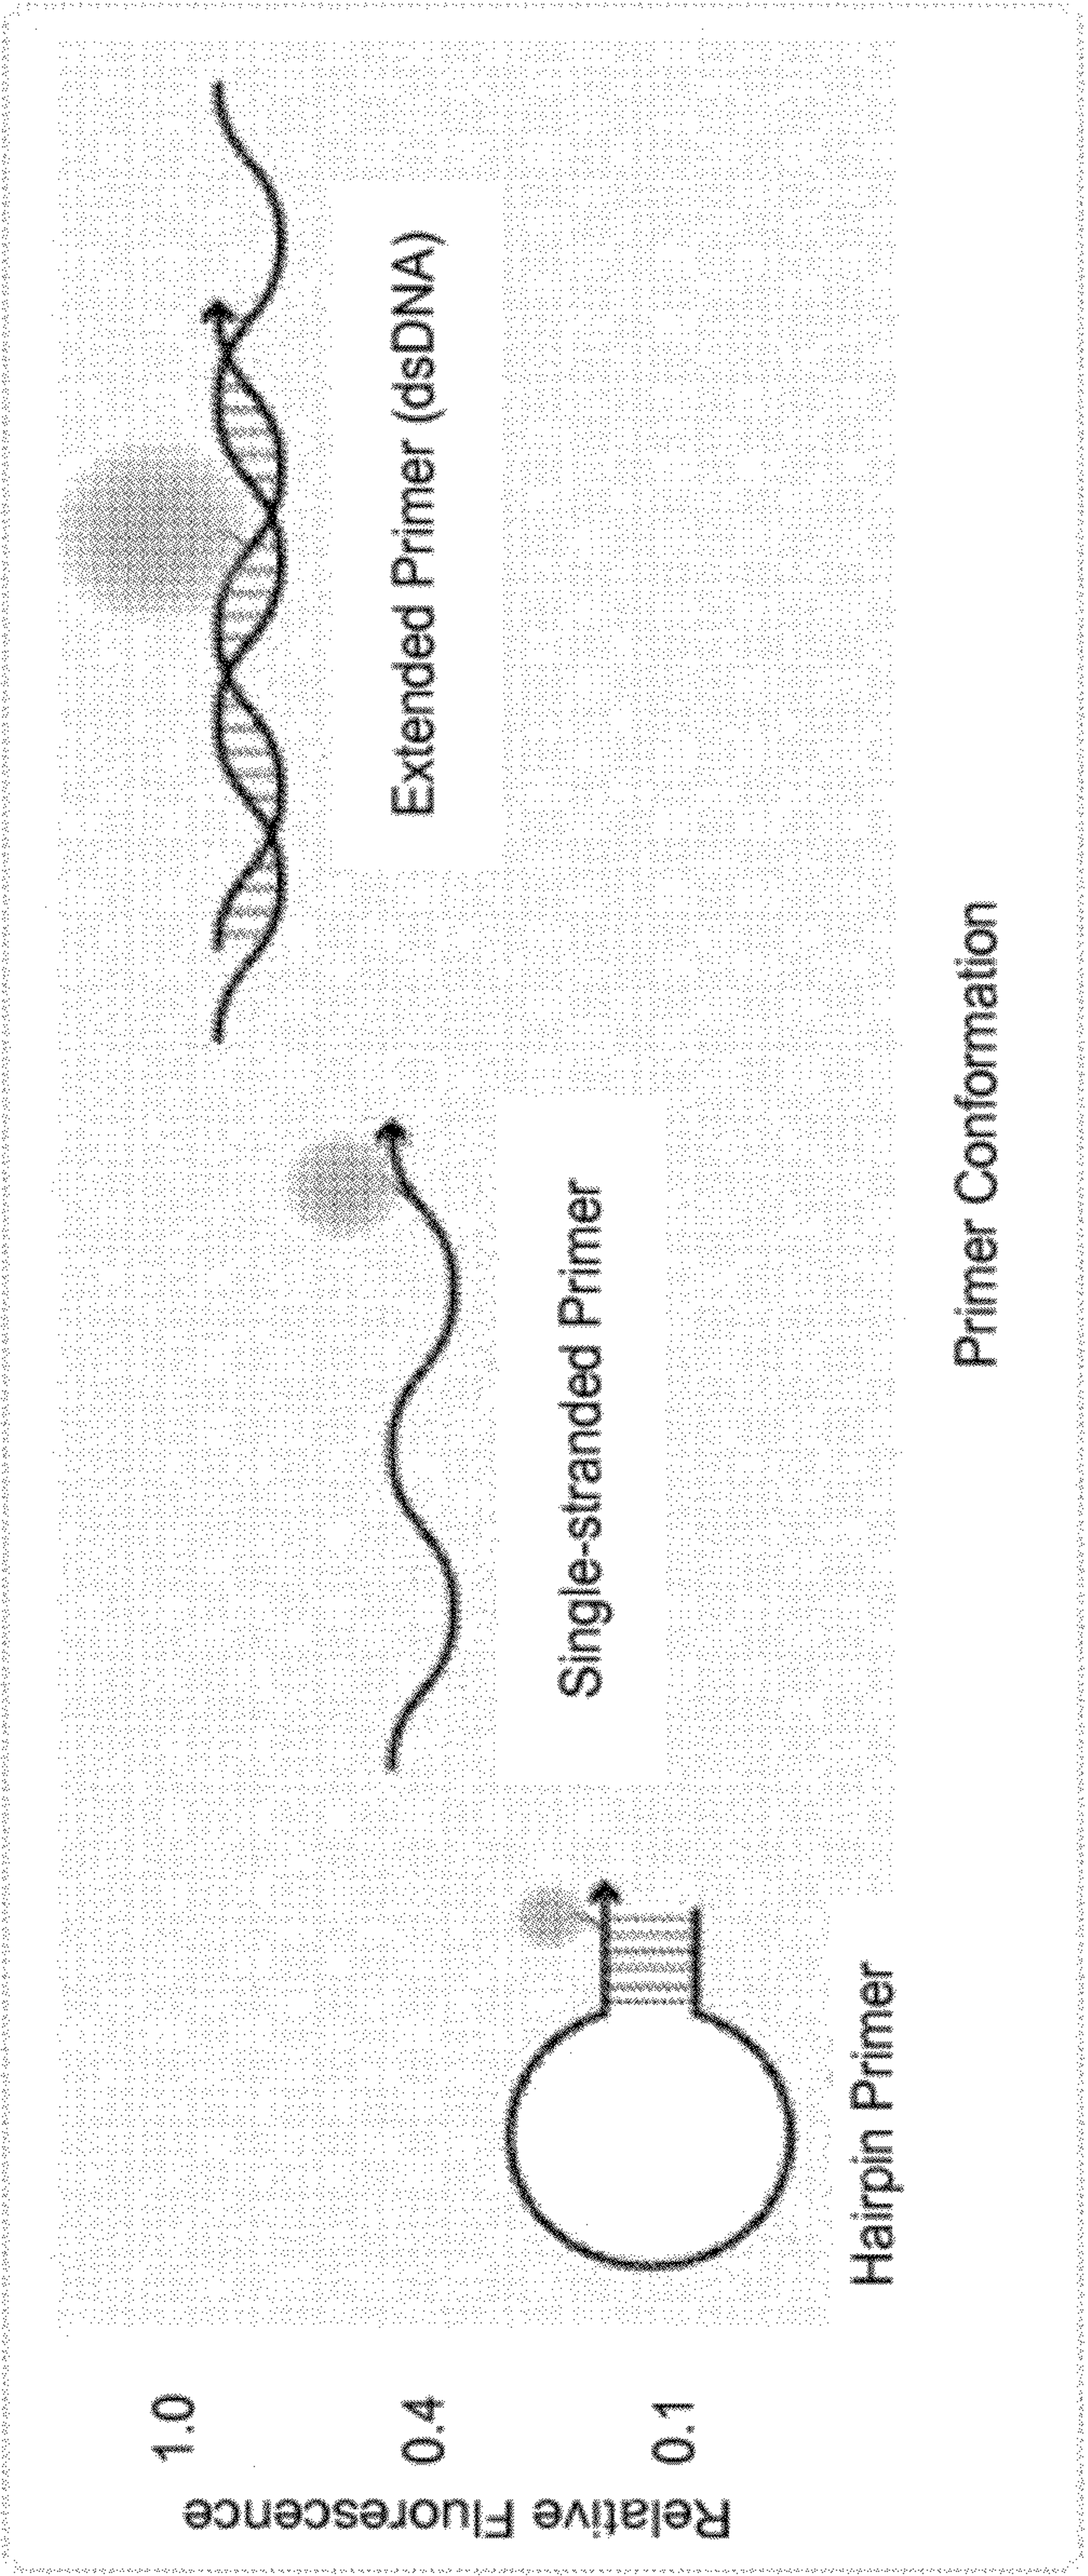 Relative Fluorescence
1.0
0.4
0.1
Extended Primer (dsDNA)
Single-stranded Primer
Hairpin Primer
Primer Conformation